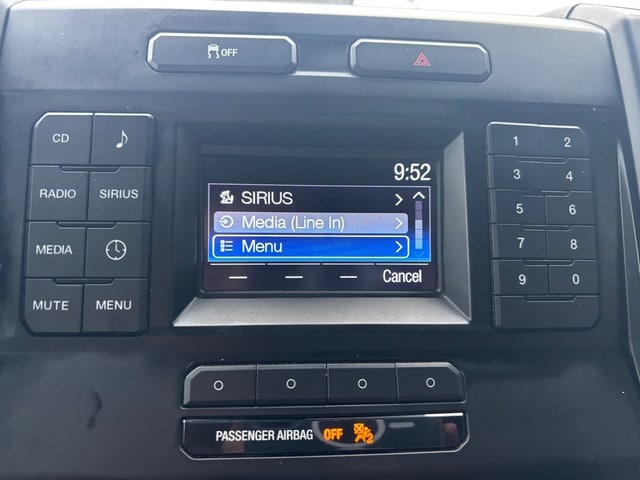 OFF
CD
RADIO SIRIUS
MEDIA
MUTE MENU
9:52
SIRIUS
Media (Line In)
Menu
Cancel
1 2
3 4
5 6
7 8
9 0
PASSENGER AIRBAG OFF 2